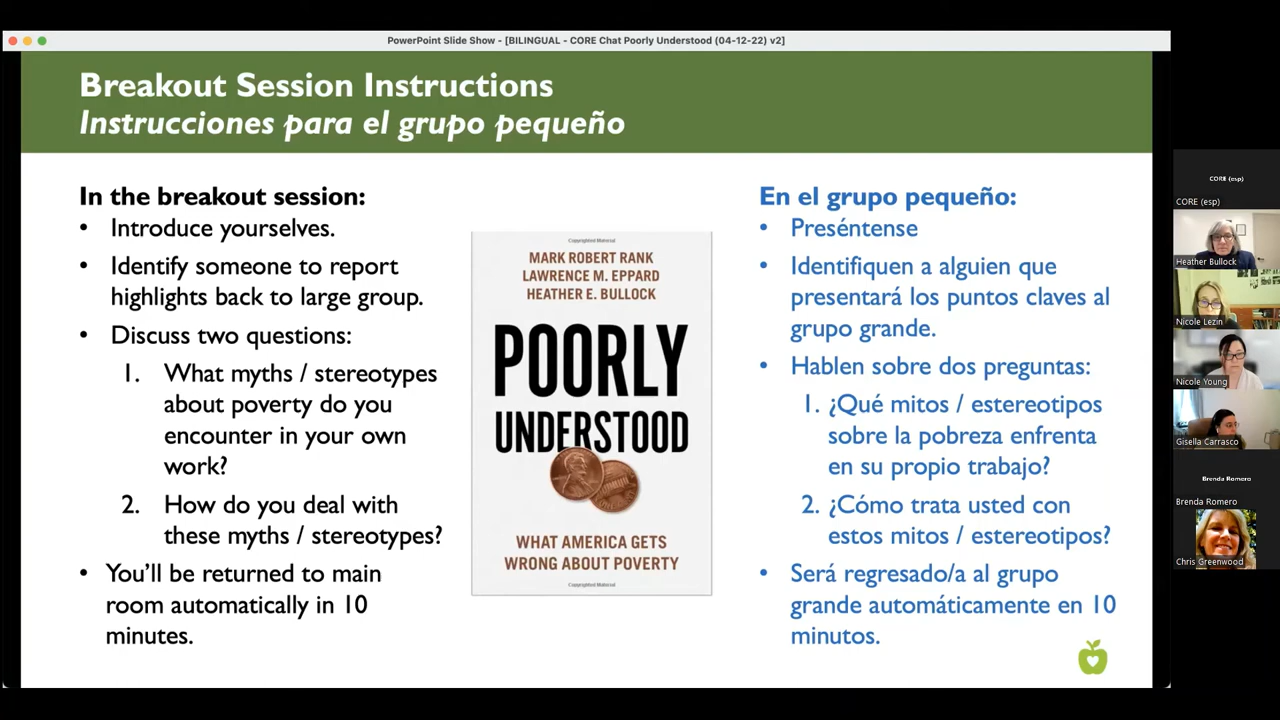 PowerPoint Slide Show - [BILINGUAL - CORE Chat Poorly Understood (04-12-22) v2]
Breakout Session Instructions
Instrucciones para el grupo pequeño
In the breakout session:
• Introduce yourselves.
• Identify someone to report
highlights back to large group.
• Discuss two questions:
1. What myths / stereotypes
about poverty do you
encounter in your own
work?
2. How do you deal with
these myths / stereotypes?
• You'll be returned to main
room automatically in 10
minutes.
Copyrighted Material
MARK ROBERT RANK
LAWRENCE M. EPPARD
HEATHER E. BULLOCK
POORLY
UNDERSTOOD
WHAT AMERICA GETS
WRONG ABOUT POVERTY
Copyrighted Material
En el grupo pequeño:
• Preséntense
• Identifiquen a alguien que
presentará los puntos claves al
grupo grande.
• Hablen sobre dos preguntas:
1. ¿Qué mitos / estereotipos
sobre la pobreza enfrenta
en su propio trabajo?
2. ¿Cómo trata usted con
estos mitos / estereotipos?
• Será regresado/a al grupo
grande automáticamente en 10
minutos.
CORE (esp)
CORE (esp)
Heather Bullock
Nicole Lezin
Nicole Young
Gisella Carrasco
Brenda Romero
Brenda Romero
Chris Greenwood